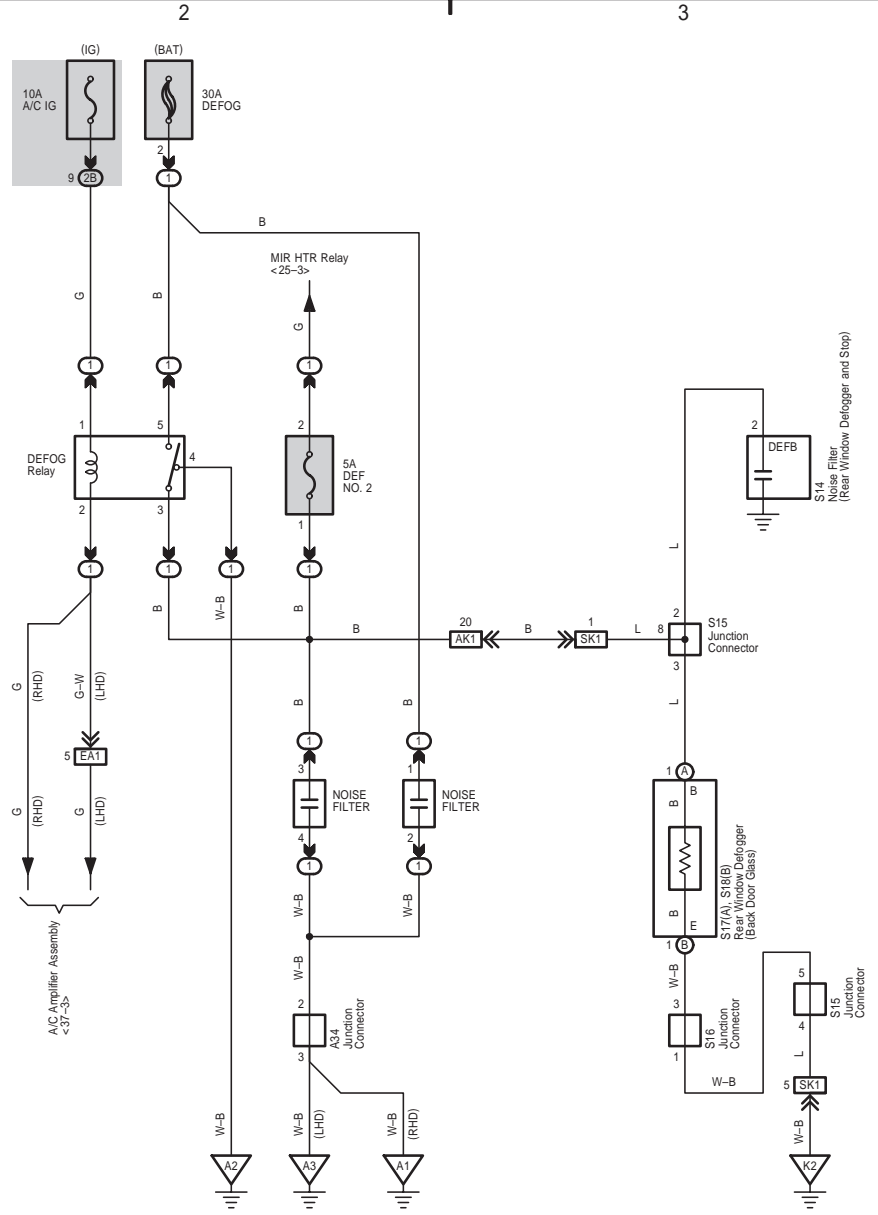 2
3
(IG)
(BAT)
10A
A/C IG
30A
DEFOG
2
9
2B
1
B
MIR HTR Relay
<25–3>
G
B
G
1
1
1
1
5
2
DEFOG
Relay
4
5A
DEF
NO. 2
2
3
1
1
1
1
1
B
W–B
B
2
DEFB
S14
Noise Filter
(Rear Window Defogger and Stop)
L
B
20
AK1
B
1
SK1
L
8
2
S15
Junction
Connector
3
G
(RHD)
G–W
(LHD)
B
B
L
5
EA1
1
1
3
1
NOISE
FILTER
NOISE
FILTER
4
2
1
1
G
(RHD)
G
(LHD)
1
A
B
B
B
E
1
B
S17(A), S18(B)
Rear Window Defogger
(Back Door Glass)
W–B
W–B
W–B
W–B
A/C Amplifier Assembly
<37–3>
2
A34
Junction
Connector
3
3
S16
Junction
Connector
1
5
S15
Junction
Connector
4
L
W–B
5
SK1
W–B
W–B
W–B
(LHD)
W–B
(RHD)
A2
A3
A1
K2